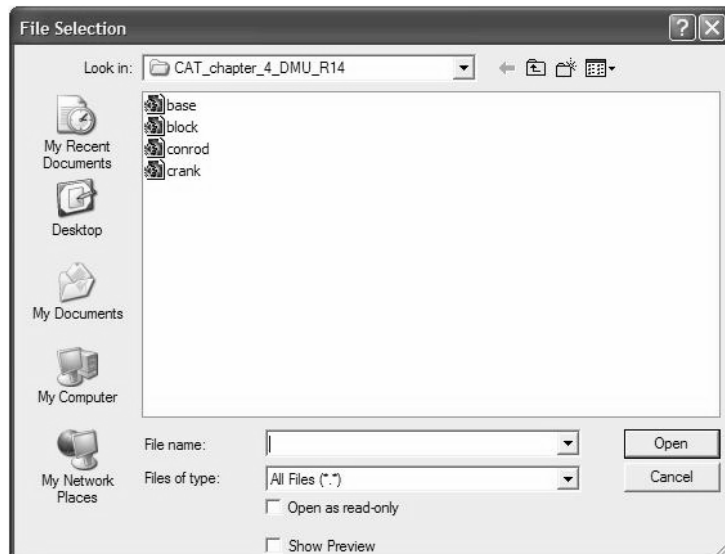 File Selection
Look in: CAT_chapter_4_DMU_R14
base
block
conrod
crank
My Recent
Documents
Desktop
My Documents
My Computer
My Network
Places
File name:
Open
Files of type: All Files (*.*)
Cancel
Open as read-only
Show Preview